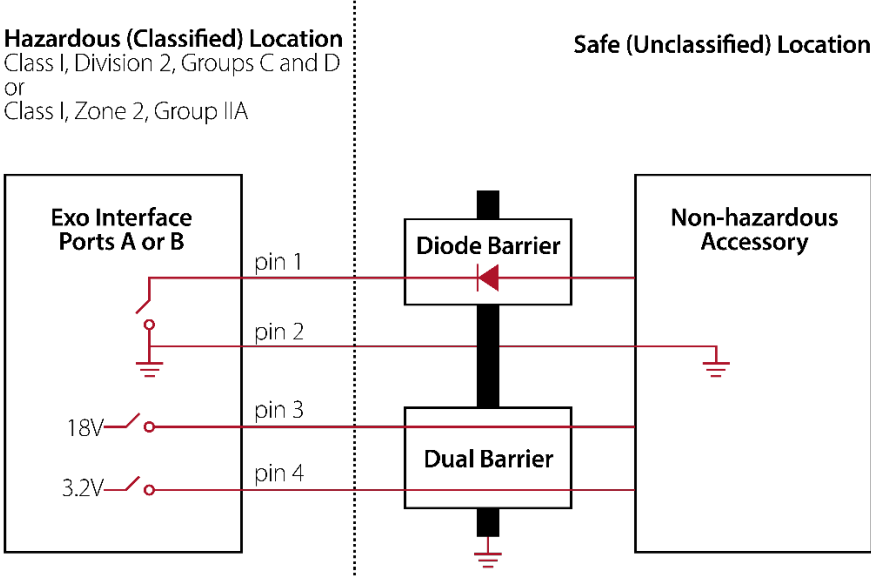 Hazardous (Classified) Location
Class I, Division 2, Groups C and D
or
Class I, Zone 2, Group IIA
Safe (Unclassified) Location
Exo Interface
Ports A or B
pin 1
pin 2
pin 3
pin 4
18V
3.2V
Diode Barrier
Dual Barrier
Non-hazardous
Accessory